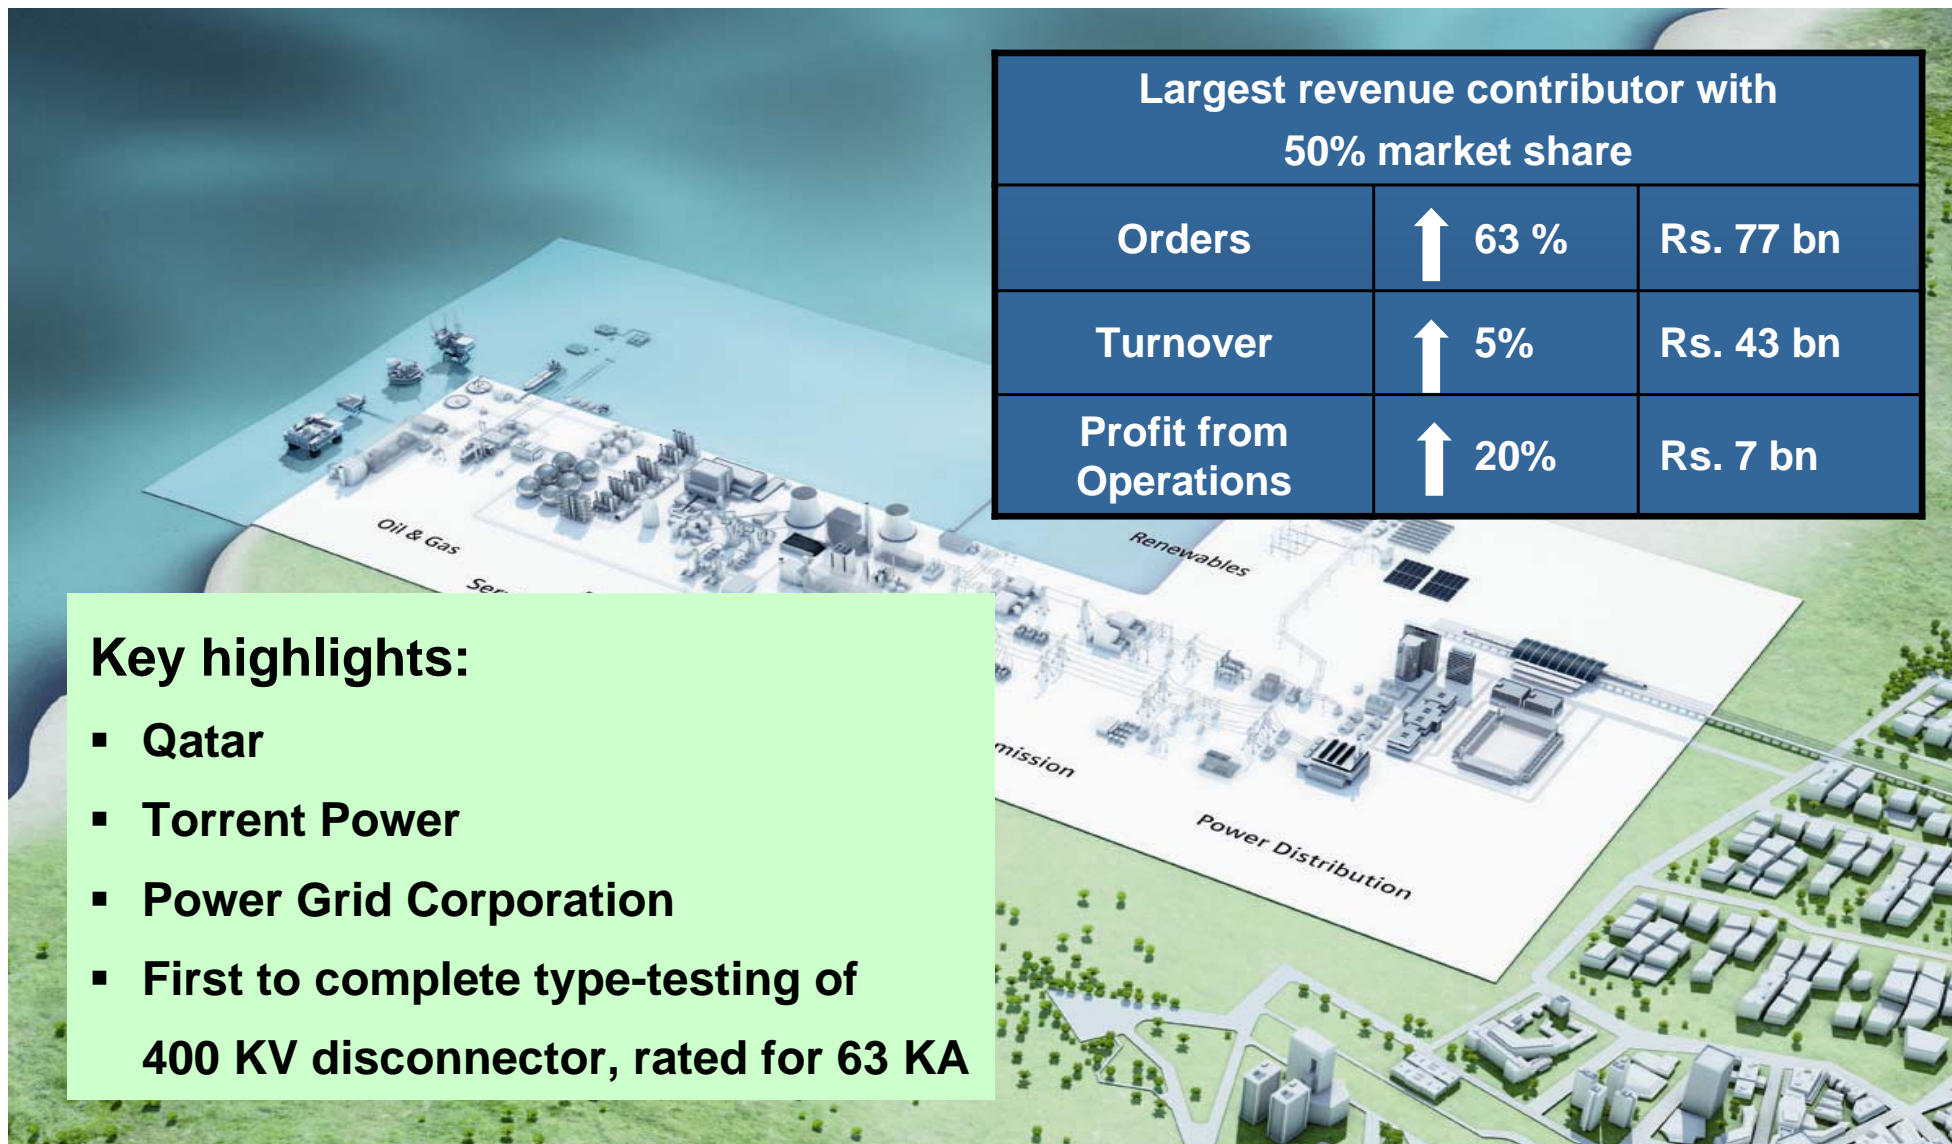 Largest revenue contributor with
50% market share
Orders 63 % Rs. 77 bn
Turnover 5% Rs. 43 bn
Profit from
Operations 20% Rs. 7 bn
Oil & Gas
Renewables
Key highlights:
▪ Qatar
▪ Torrent Power
▪ Power Grid Corporation
▪ First to complete type-testing of
400 KV disconnector, rated for 63 KA
mission
Power Distribution